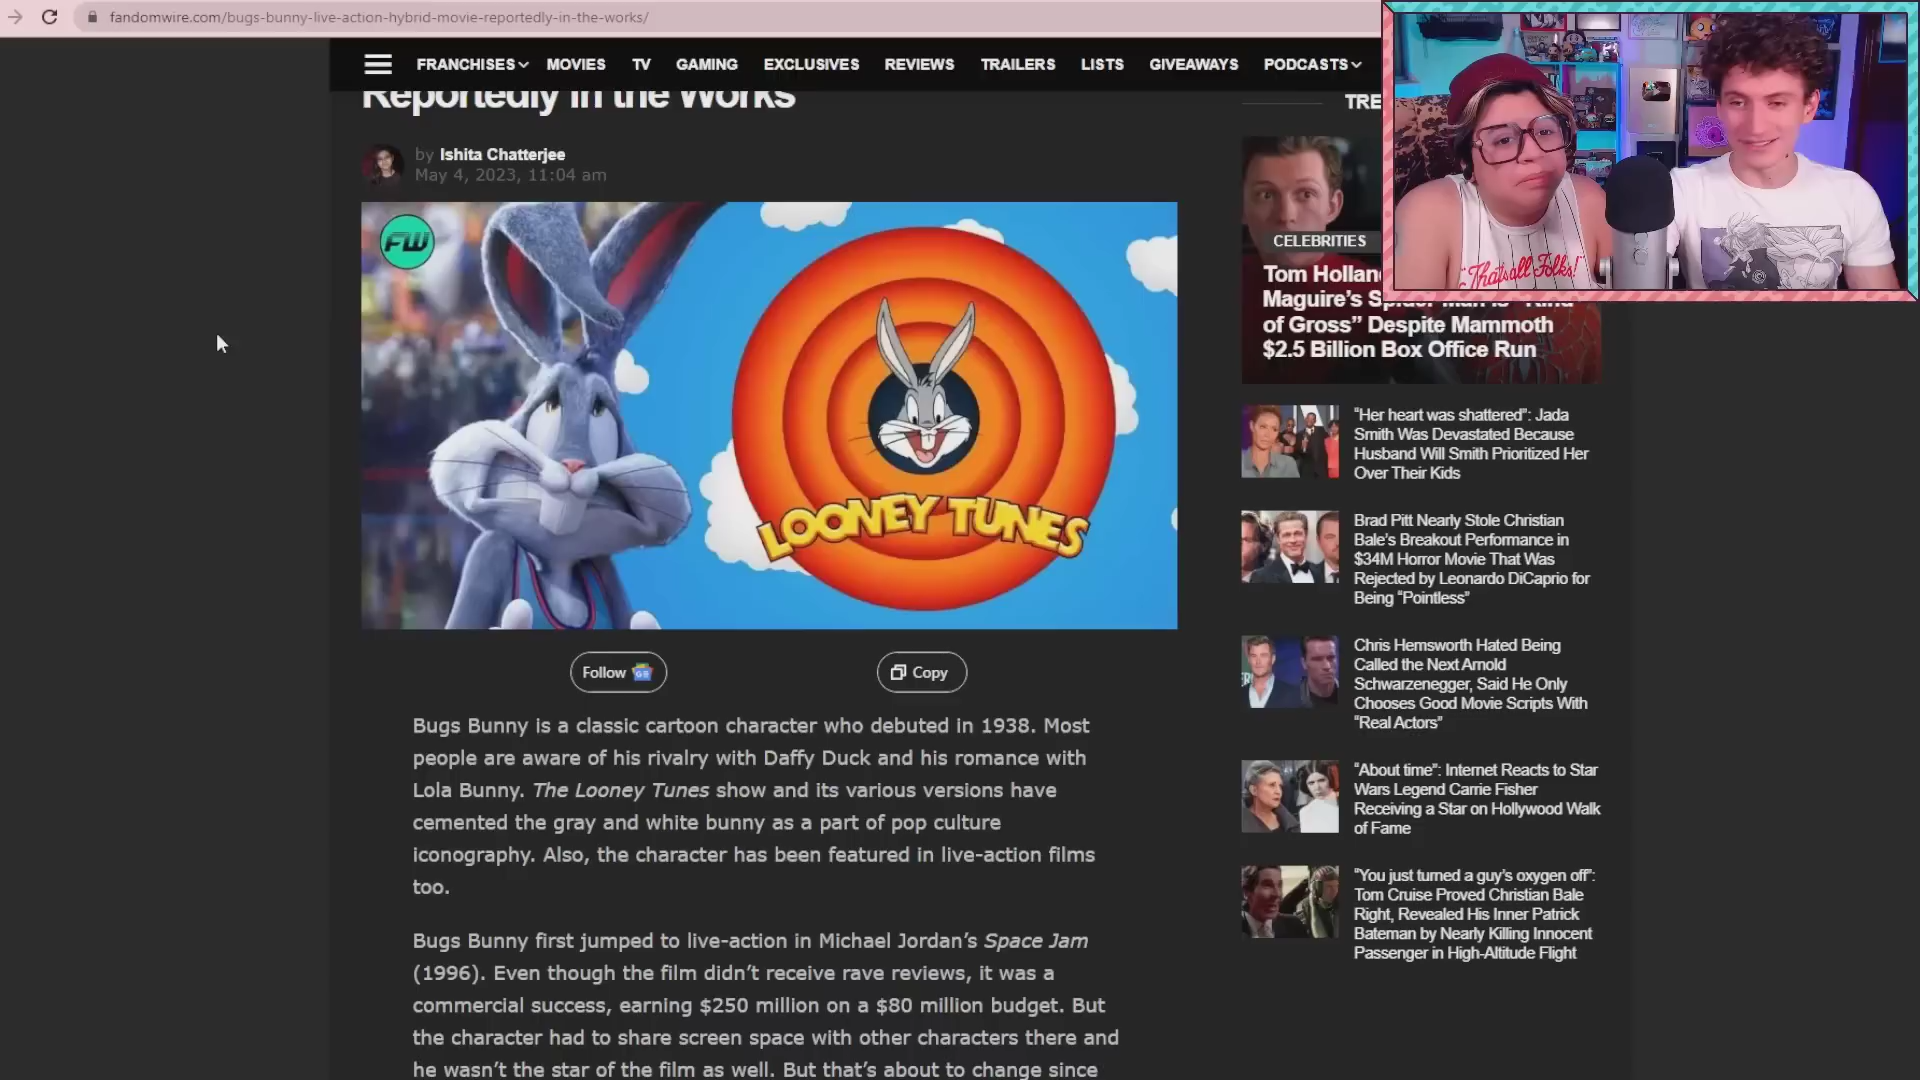 fandomwire.com/bugs-bunny-live-action-hybrid-movie-reportedly-in-the-works/
FRANCHISES MOVIES TV GAMING EXCLUSIVES REVIEWS TRAILERS LISTS GIVEAWAYS PODCASTS
Reportedly in the Works
by Ishita Chatterjee
May 4, 2023, 11:04 am
FW
LOONEY TUNES
Follow
Copy
Bugs Bunny is a classic cartoon character who debuted in 1938. Most
people are aware of his rivalry with Daffy Duck and his romance with
Lola Bunny. The Looney Tunes show and its various versions have
cemented the gray and white bunny as a part of pop culture
iconography. Also, the character has been featured in live-action films
too.
Bugs Bunny first jumped to live-action in Michael Jordan's Space Jam
(1996). Even though the film didn't receive rave reviews, it was a
commercial success, earning $250 million on a $80 million budget. But
the character had to share screen space with other characters there and
he wasn't the star of the film as well. But that's about to change since
TRE
CELEBRITIES
Tom Hollan
Maguire's
of Gross” Despite Mammoth
$2.5 Billion Box Office Run
“Her heart was shattered”: Jada
Smith Was Devastated Because
Husband Will Smith Prioritized Her
Over Their Kids
Brad Pitt Nearly Stole Christian
Bale's Breakout Performance in
$34M Horror Movie That Was
Rejected by Leonardo DiCaprio for
Being “Pointless”
Chris Hemsworth Hated Being
Called the Next Arnold
Schwarzenegger, Said He Only
Chooses Good Movie Scripts With
“Real Actors”
“About time”: Internet Reacts to Star
Wars Legend Carrie Fisher
Receiving a Star on Hollywood Walk
of Fame
“You just turned a guy's oxygen off”:
Tom Cruise Proved Christian Bale
Right, Revealed His Inner Patrick
Bateman by Nearly Killing Innocent
Passenger in High-Altitude Flight
“Thats all Folks!”